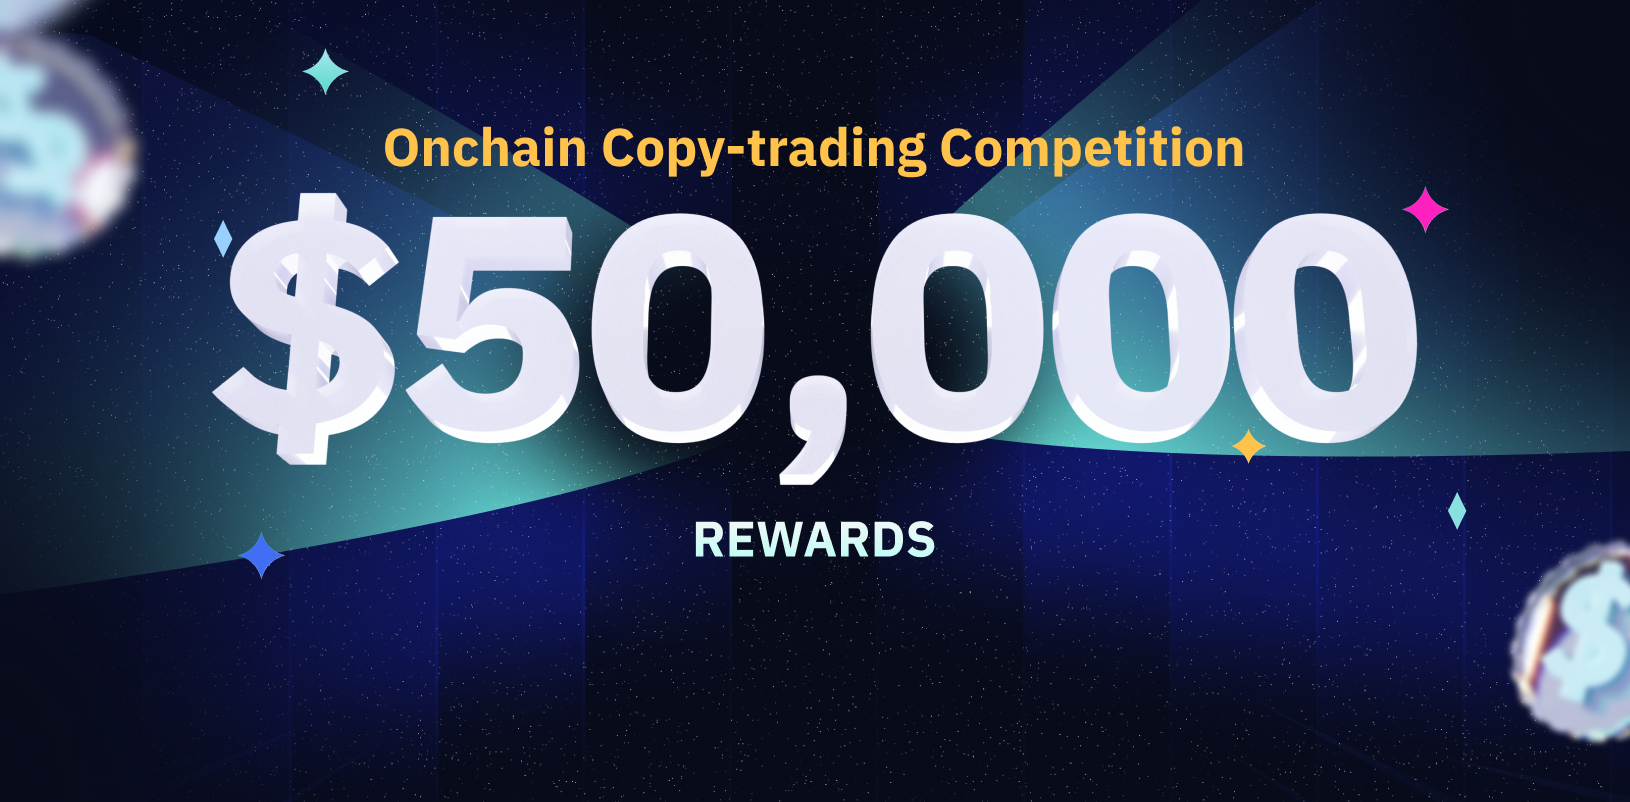 Onchain Copy-trading Competition
$50,000
REWARDS
$
$